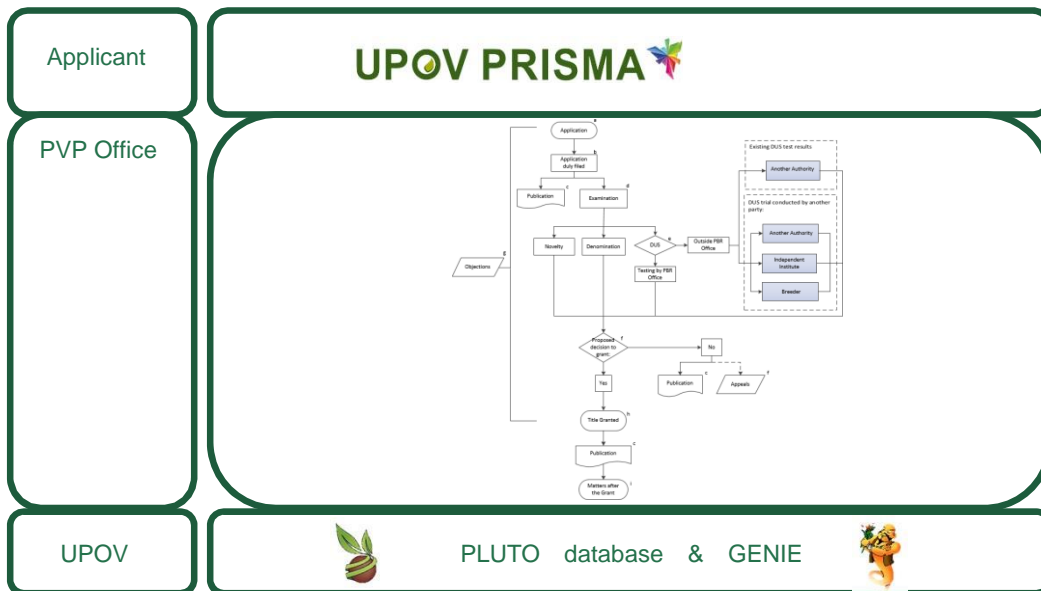 Applicant
UPOV PRISMA
PVP Office
a
Application
b
Application
duly filed
c
Publication
d
Examination
Existing DUS test results
Another Authority
DUS trial conducted by another
party:
Another Authority
Independent
Institute
Breeder
g
Objections
Novelty
Denomination
e
DUS
Outside PBR
Office
Testing by PBR
Office
f
Proposed
decision to
grant:
No
Yes
c
Publication
Appeals
h
Title Granted
c
Publication
i
Matters after
the Grant
UPOV
PLUTO database & GENIE